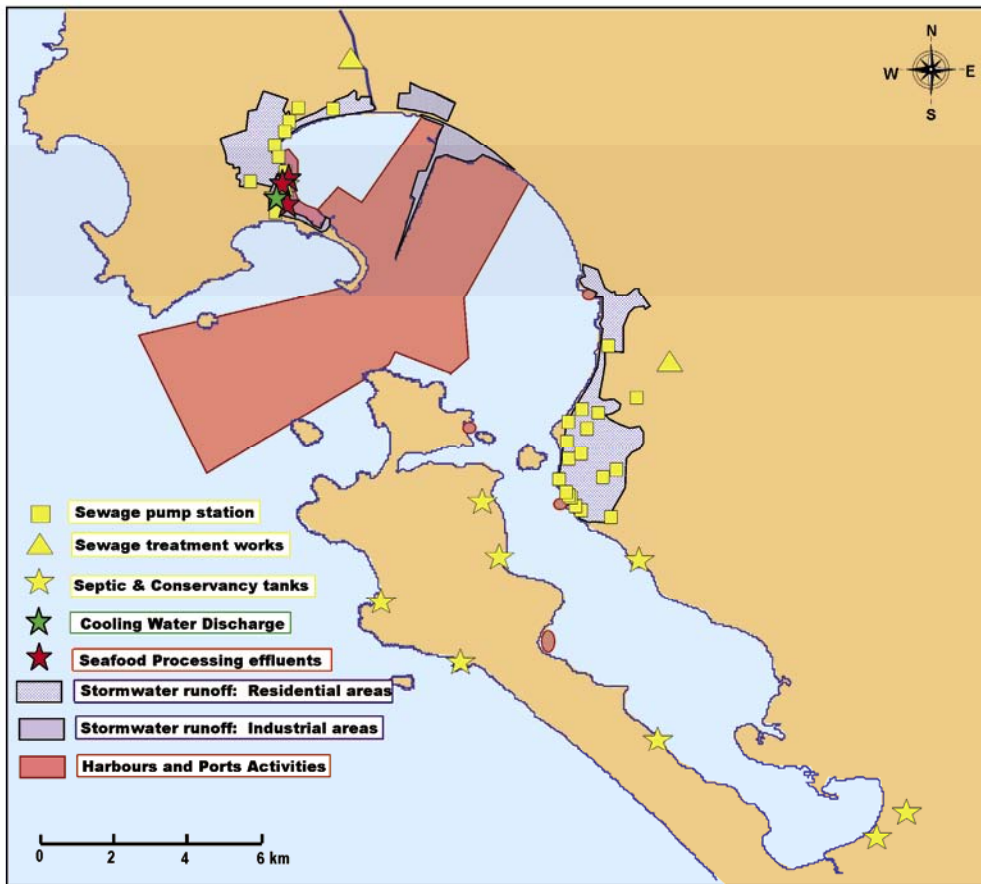 N
W E
S
Sewage pump station
Sewage treatment works
Septic & Conservancy tanks
Cooling Water Discharge
Seafood Processing effluents
Stormwater runoff: Residential areas
Stormwater runoff: Industrial areas
Harbours and Ports Activities
0 2 4 6 km